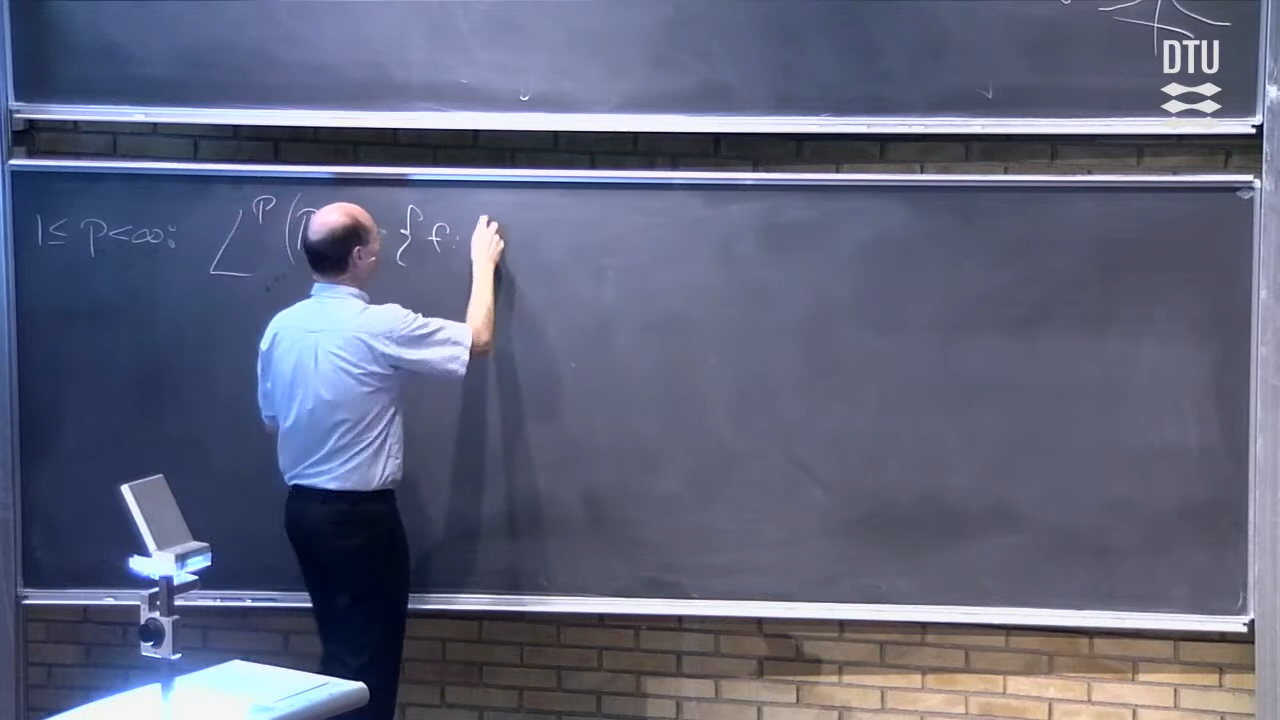 DTU
1 ≤ p < ∞: L^p ( = { f: